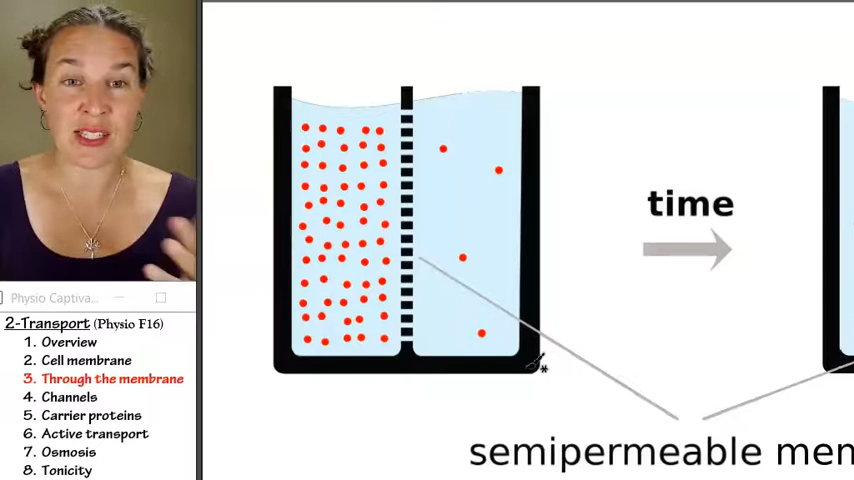 time
semipermeable men
Physio Captiva...
2-Transport (Physio F16)
1. Overview
2. Cell membrane
3. Through the membrane
4. Channels
5. Carrier proteins
6. Active transport
7. Osmosis
8. Tonicity